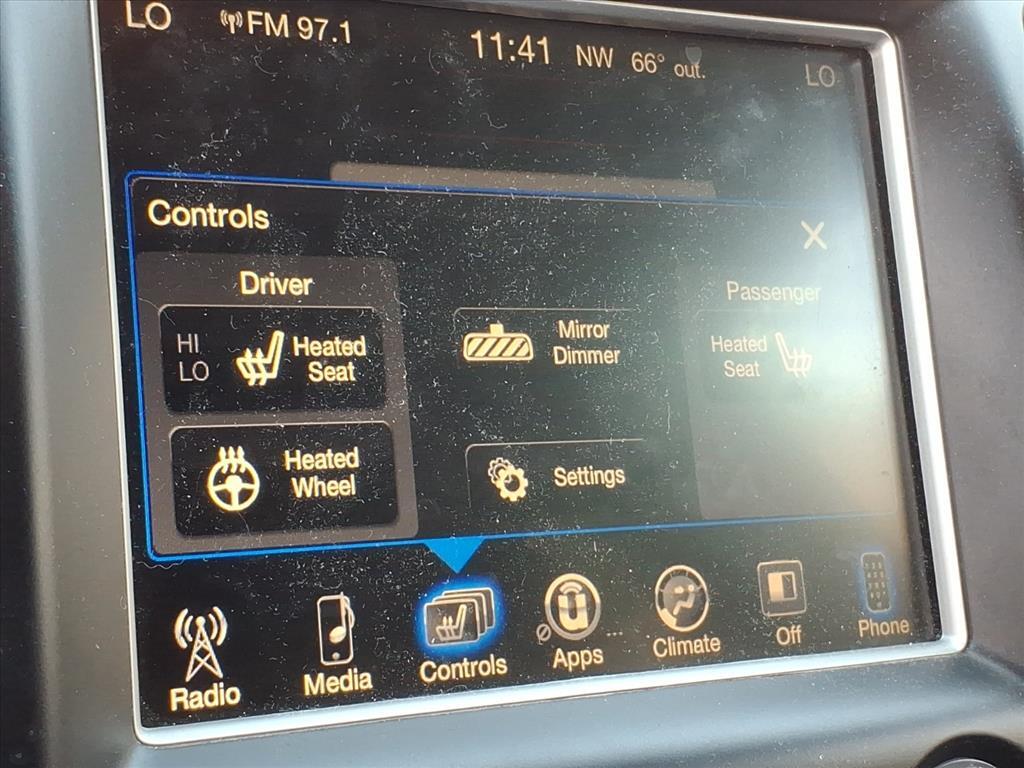 LO FM 97.1 11:41 NW 66° out. LO
Controls X
Driver
Passenger
HI
LO
Heated
Seat
Mirror
Dimmer
Heated
Seat
Heated
Wheel
Settings
Radio Media Controls Apps Climate Off Phone